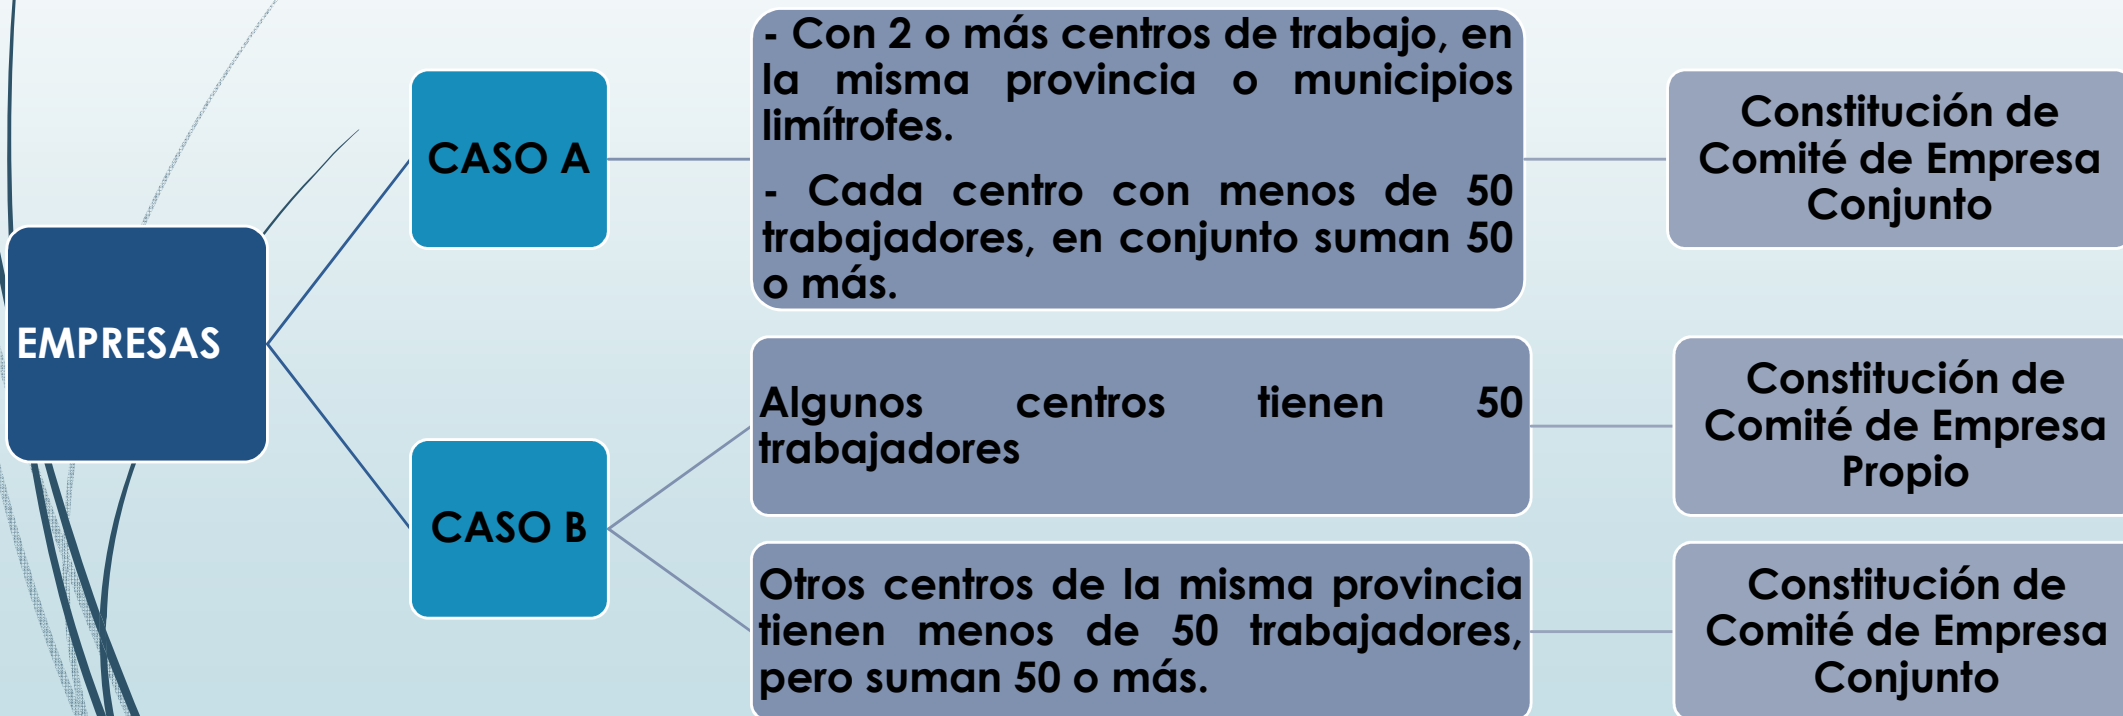 EMPRESAS
CASO A
- Con 2 o más centros de trabajo, en
la misma provincia o municipios
limítrofes.
- Cada centro con menos de 50
trabajadores, en conjunto suman 50
o más.
Constitución de
Comité de Empresa
Conjunto
CASO B
Algunos centros tienen 50
trabajadores
Constitución de
Comité de Empresa
Propio
Otros centros de la misma provincia
tienen menos de 50 trabajadores,
pero suman 50 o más.
Constitución de
Comité de Empresa
Conjunto